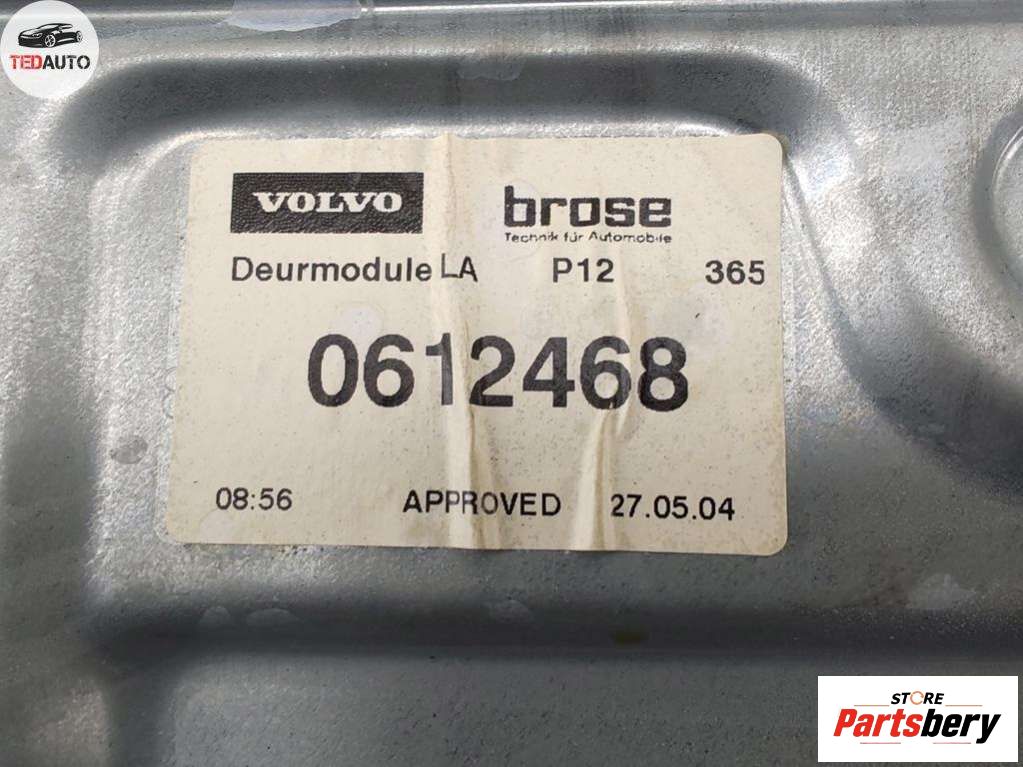 TEDAUTO
VOLVO
brose
Technik für Automobile
Deurmodule LA P12 365
0612468
08:56 APPROVED 27.05.04
STORE
Partsbery